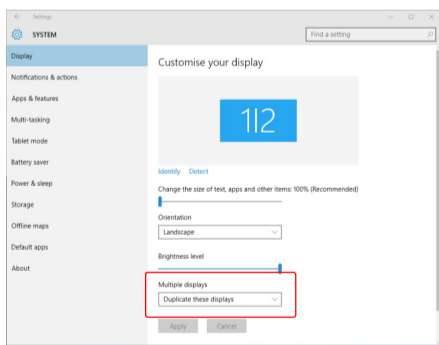 Settings
SYSTEM
Find a setting
Display
Notifications & actions
Apps & features
Multi-tasking
Tablet mode
Battery saver
Power & sleep
Storage
Offline maps
Default apps
About
Customise your display
1|2
Identify Detect
Change the size of text, apps and other items: 100% (Recommended)
Orientation
Landscape
Brightness level
Multiple displays
Duplicate these displays
Apply Cancel